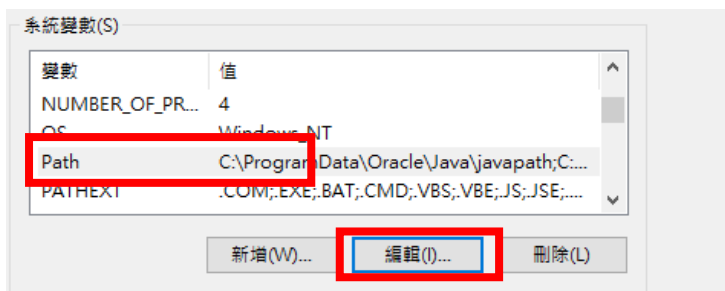 系統變數(S)
變數 值
NUMBER_OF_PR... 4
OS Windows_NT
Path C:\ProgramData\Oracle\Java\javapath;C:...
PATHEXT .COM;.EXE;.BAT;.CMD;.VBS;.VBE;.JS;.JSE;....
新增(W)... 編輯(I)... 刪除(L)